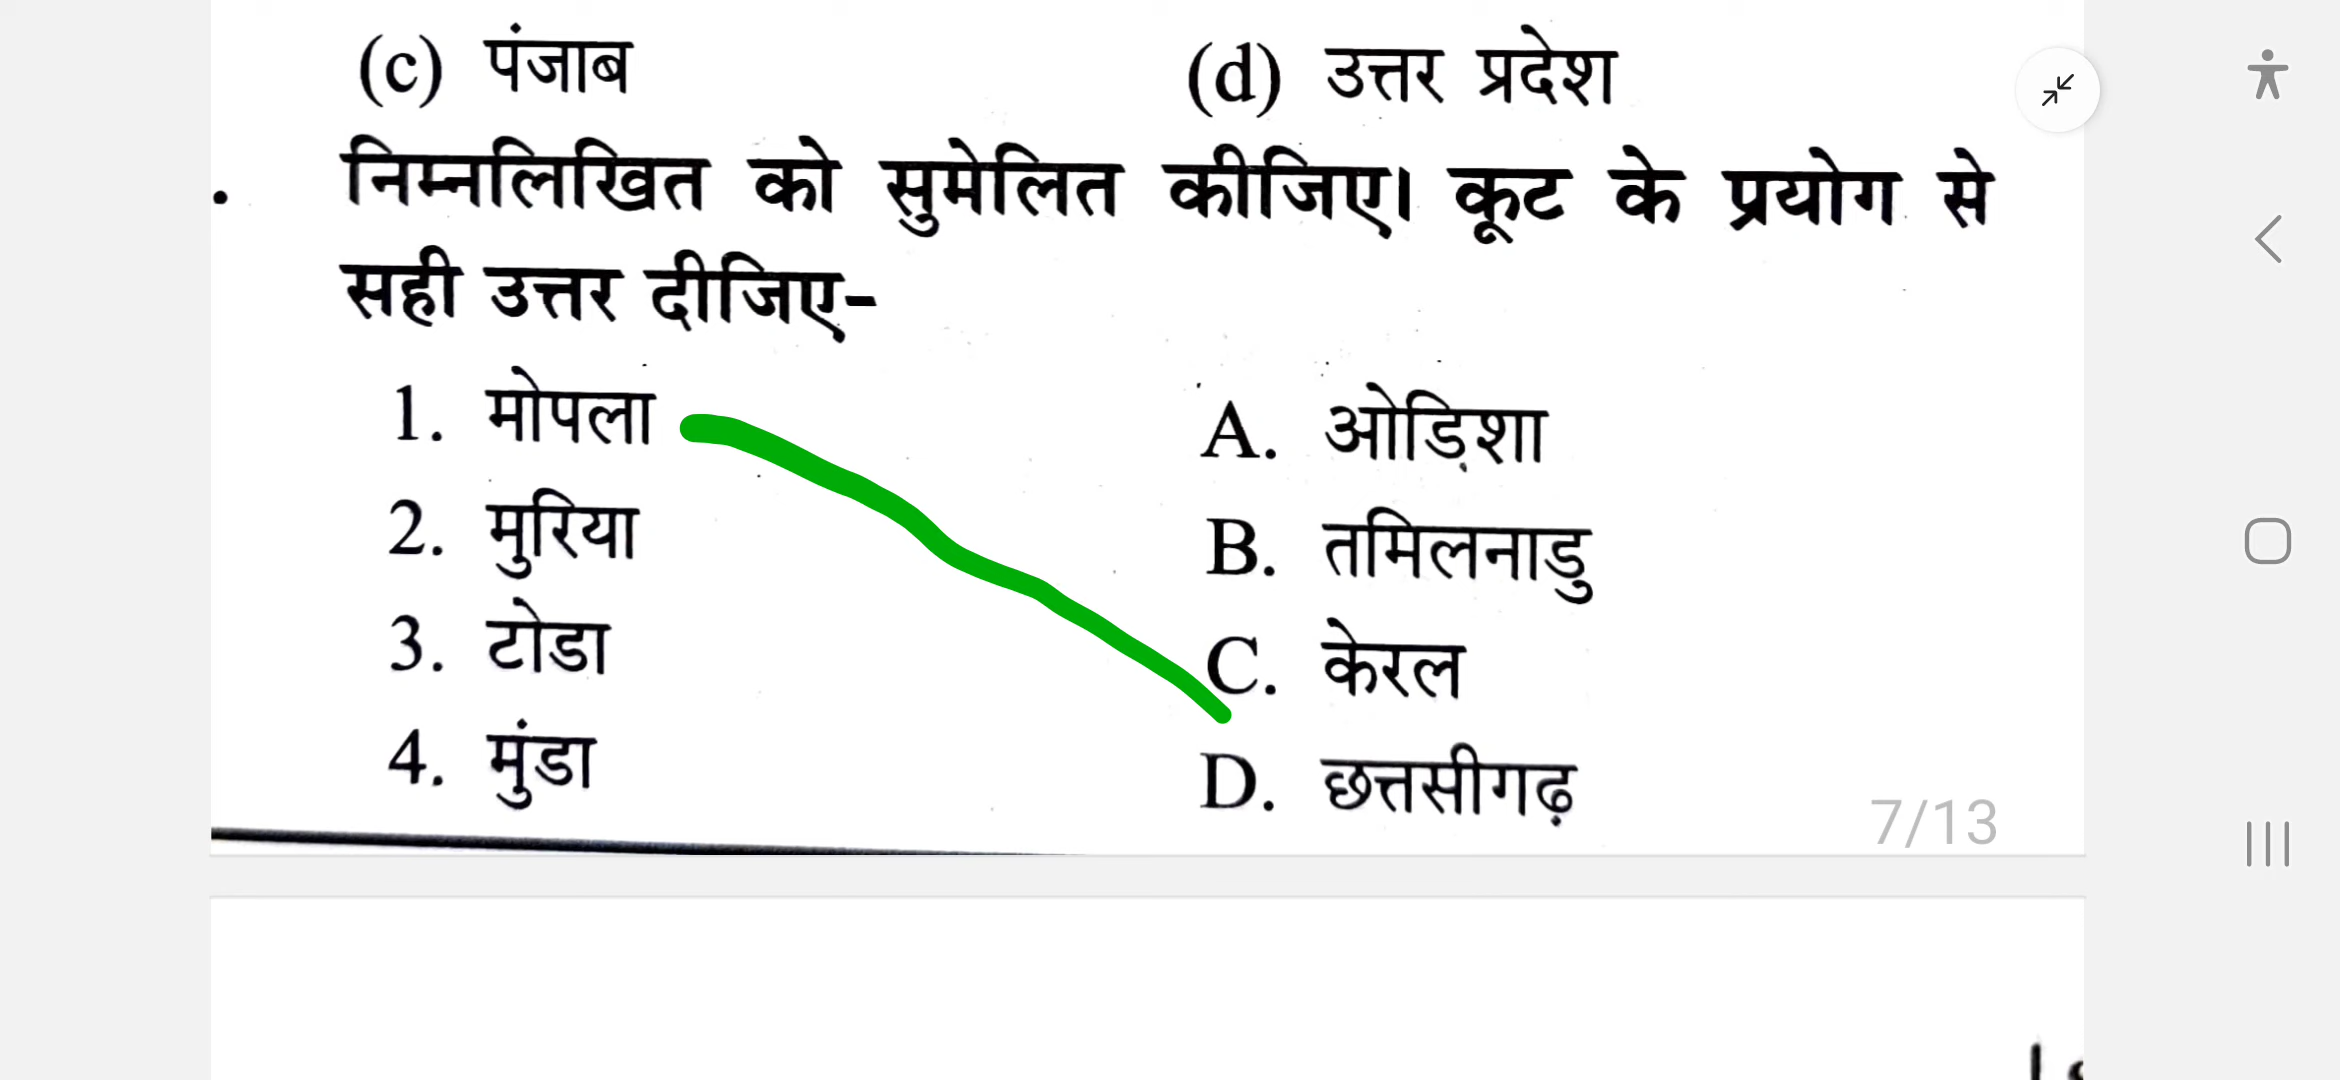 (c) पंजाब (d) उत्तर प्रदेश
. निम्नलिखित को सुमेलित कीजिए। कूट के प्रयोग से
सही उत्तर दीजिए-
1. मोपला A. ओड़िशा
2. मुरिया B. तमिलनाडु
3. टोडा C. केरल
4. मुंडा D. छत्तसीगढ़
7/13